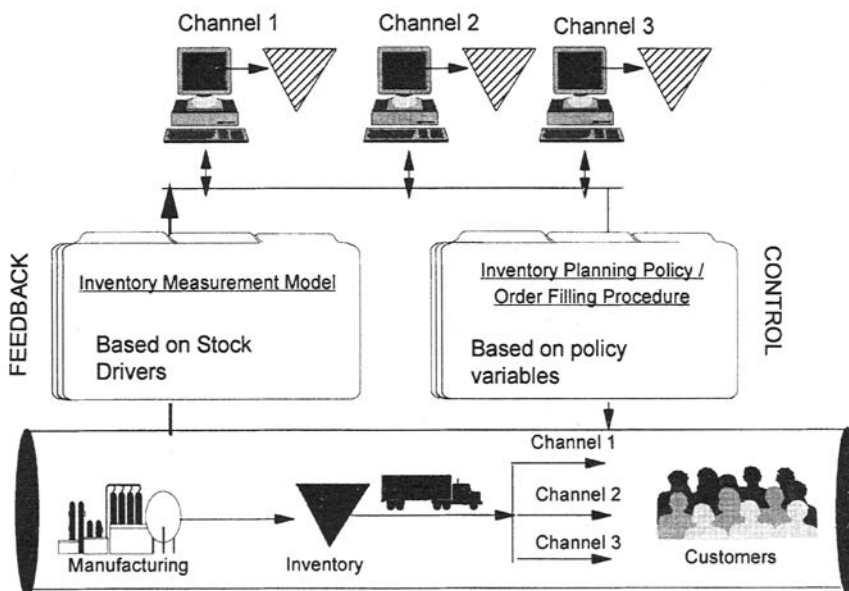 Channel 1
Channel 2
Channel 3
FEEDBACK
Inventory Measurement Model
Based on Stock
Drivers
Inventory Planning Policy /
Order Filling Procedure
Based on policy
variables
CONTROL
Channel 1
Channel 2
Channel 3
Manufacturing
Inventory
Customers